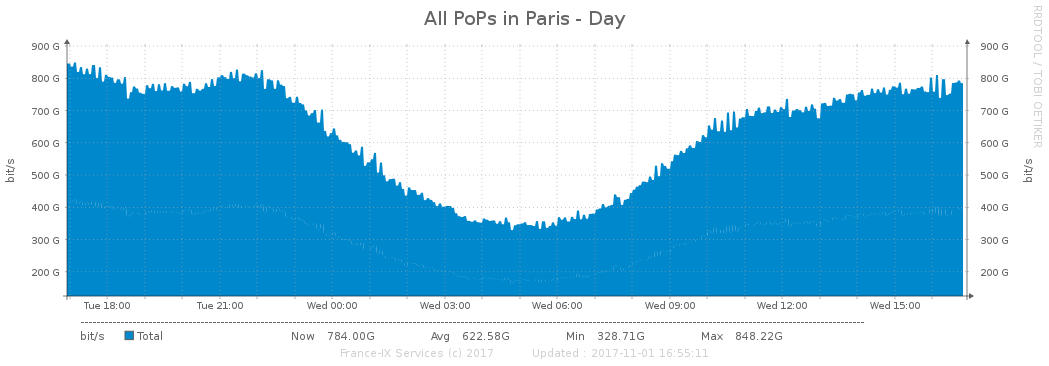 All PoPs in Paris - Day
RRDTOOL / TOBI OETIKER
900 G 900 G
800 G 800 G
700 G 700 G
600 G 600 G
500 G 500 G
400 G 400 G
300 G 300 G
200 G 200 G
bit/s bit/s
Tue 18:00 Tue 21:00 Wed 00:00 Wed 03:00 Wed 06:00 Wed 09:00 Wed 12:00 Wed 15:00
bit/s Total Now 784.00G Avg 622.58G Min 328.71G Max 848.22G
France-IX Services (c) 2017 Updated : 2017-11-01 16:55:11